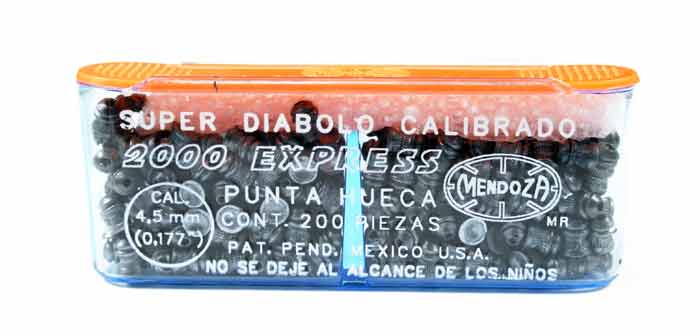 SUPER DIABOLO CALIBRADO
2000 EXPRESS
MENDOZA
MR
CAL.
4,5 mm
(0,177")
PUNTA HUECA
CONT. 200 PIEZAS
PAT. PEND. MEXICO U.S.A.
NO SE DEJE AL ALCANCE DE LOS NIÑOS